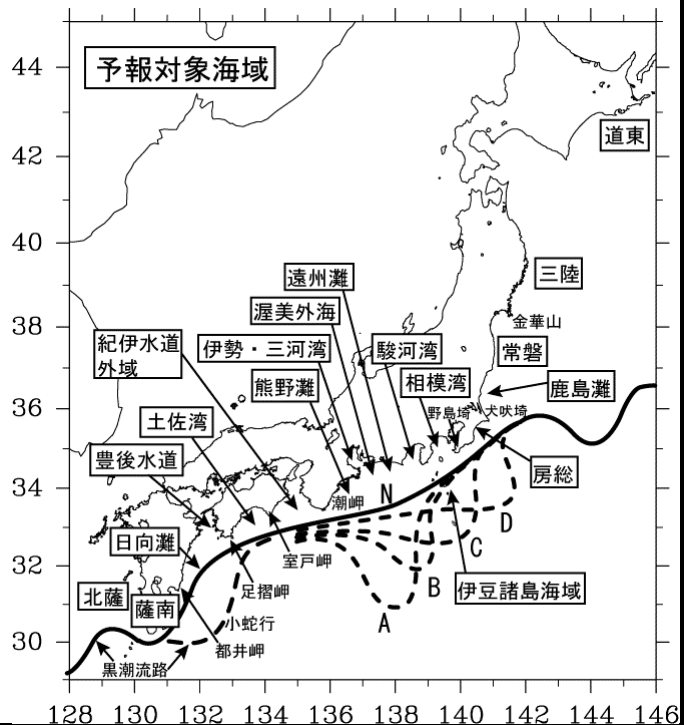 44
42
40
38
36
34
32
30
予報対象海域
道東
三陸
金華山
常磐
遠州灘
渥美外海
紀伊水道
外域
伊勢・三河湾
駿河湾
熊野灘
相模湾
鹿島灘
野島埼
犬吠埼
土佐湾
豊後水道
房総
潮岬
N
D
C
B
A
室戸岬
日向灘
足摺岬
伊豆諸島海域
北薩
薩南
小蛇行
都井岬
黒潮流路
128 130 132 134 136 138 140 142 144 146